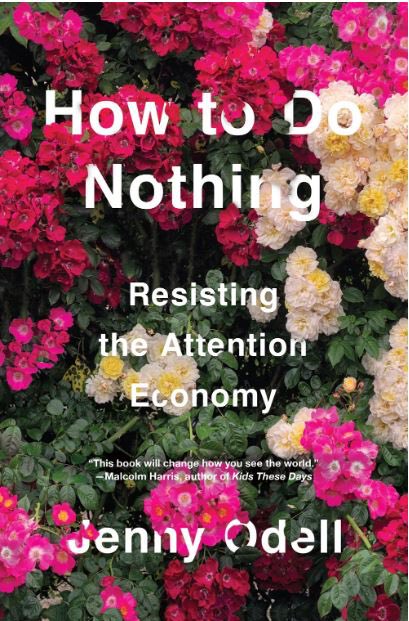 How to Do
Nothing
Resisting
the Attention
Economy
“This book will change how you see the world.”
—Malcolm Harris, author of Kids These Days
Jenny Odell